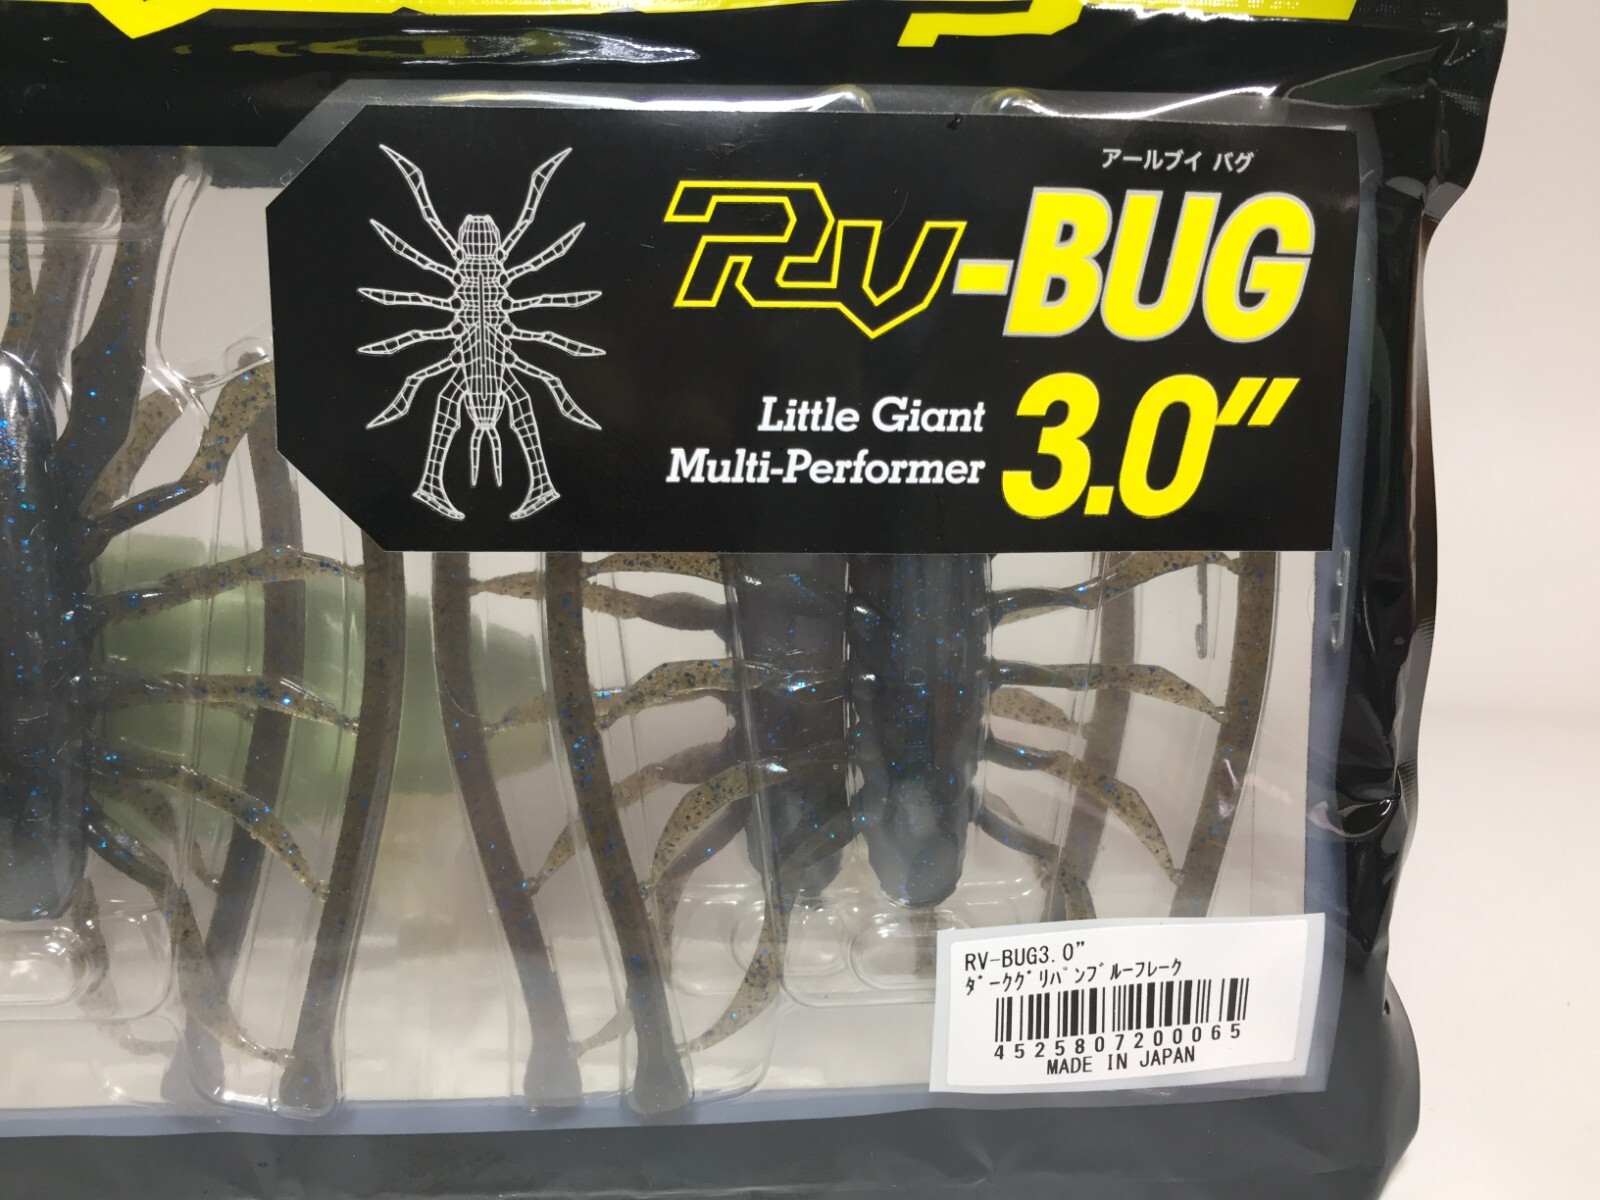 アールブイ バグ
RV-BUG
Little Giant
Multi-Performer
3.0"
RV-BUG3.0"
ﾀﾞｰｸｸﾞﾘﾊﾟﾝﾌﾞﾙｰﾌﾚｰｸ
4525807200065
MADE IN JAPAN